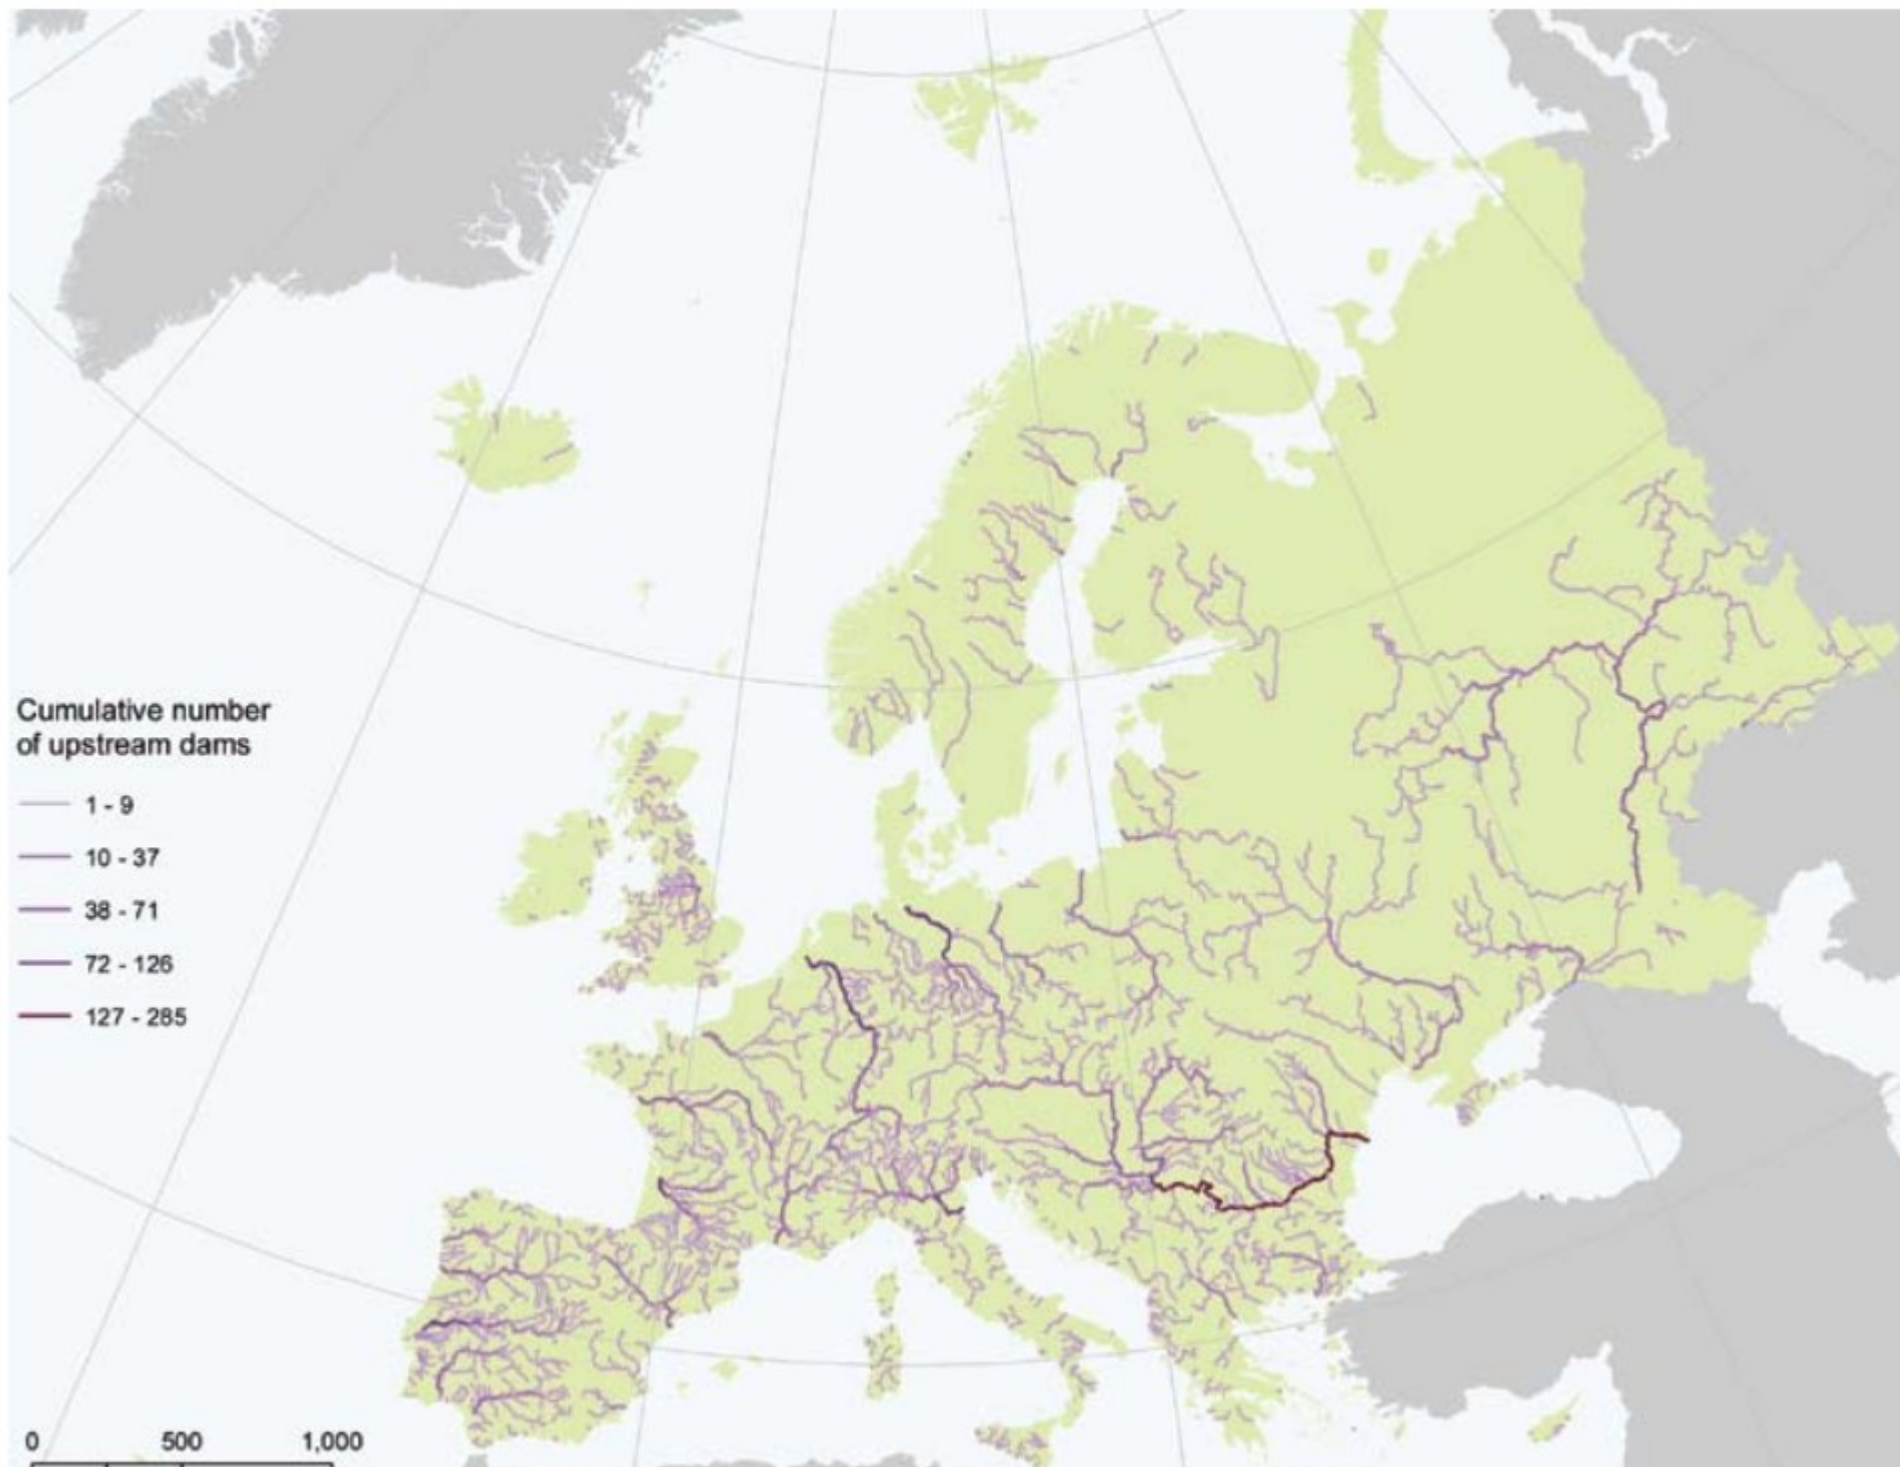 Cumulative number
of upstream dams
1 - 9
10 - 37
38 - 71
72 - 126
127 - 285
0 500 1,000